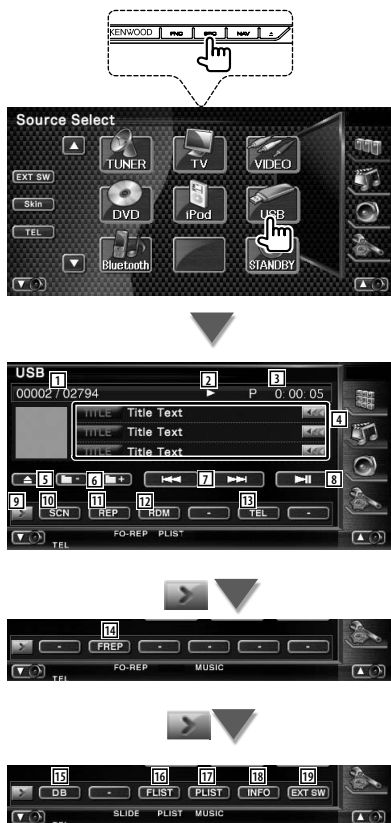 KENWOOD FNC SRC NAV
Source Select
TUNER TV VIDEO
EXT SW
Skin
DVD iPod USB
TEL
Bluetooth STANDBY
USB
1 2 3
00002 / 02794 P 0: 00: 05
TITLE Title Text
4
TITLE Title Text
TITLE Title Text
5 - 6 + 7 8
9 10 11 12 13
SCN REP RDM - TEL -
FO-REP PLIST
TEL
14
- FREP - - - -
FO-REP MUSIC
TEL
15 16 17 18 19
DB - FLIST PLIST INFO EXT SW
SLIDE PLIST MUSIC
TEL